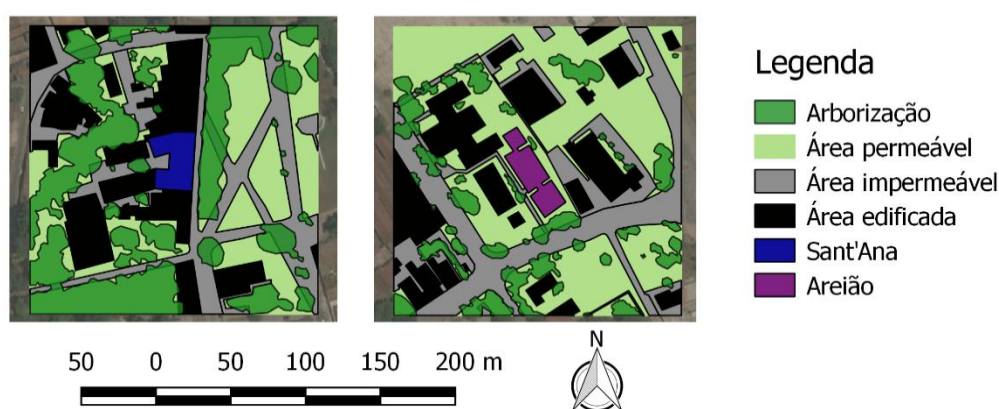 Legenda
Arborização
Área permeável
Área impermeável
Área edificada
Sant'Ana
Areião
50 0 50 100 150 200 m
N